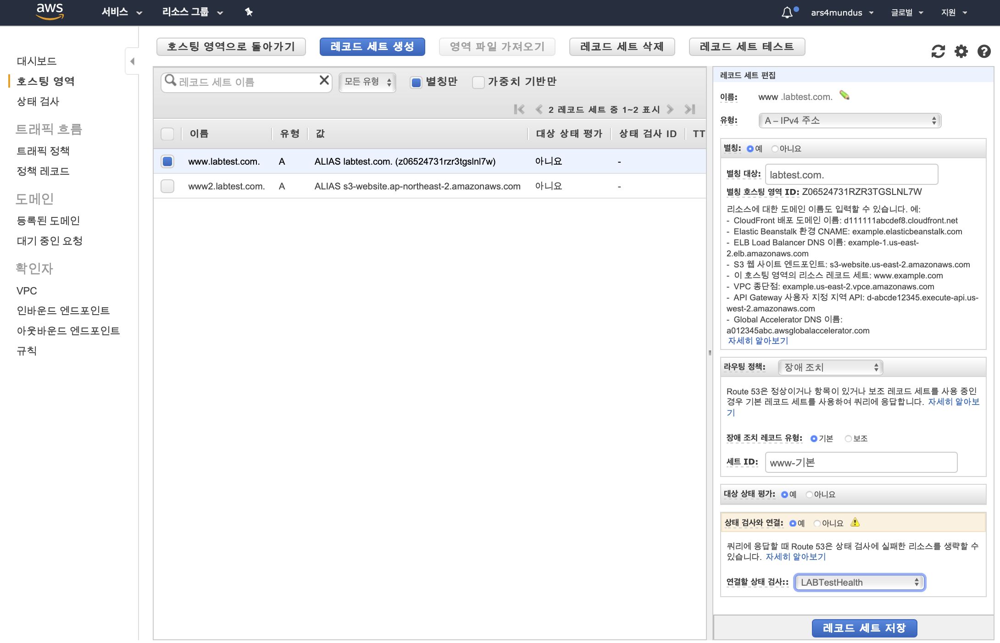 aws 서비스 리소스 그룹 ars4mundus 글로벌 지원
대시보드
호스팅 영역
상태 검사
트래픽 흐름
트래픽 정책
정책 레코드
도메인
등록된 도메인
대기 중인 요청
확인자
VPC
인바운드 엔드포인트
아웃바운드 엔드포인트
규칙
호스팅 영역으로 돌아가기 레코드 세트 생성 영역 파일 가져오기 레코드 세트 삭제 레코드 세트 테스트
레코드 세트 이름 모든 유형 별칭만 가중치 기반만
2 레코드 세트 중 1~2 표시
이름 유형 값 대상 상태 평가 상태 검사 ID TT
www.labtest.com. A ALIAS labtest.com. (z06524731rzr3tgslnl7w) 아니요 -
www2.labtest.com. A ALIAS s3-website.ap-northeast-2.amazonaws.com 아니요 -
레코드 세트 편집
이름: www .labtest.com.
유형: A – IPv4 주소
별칭: 예 아니요
별칭 대상: labtest.com.
별칭 호스팅 영역 ID: Z06524731RZR3TGSLNL7W
리소스에 대한 도메인 이름도 입력할 수 있습니다. 예:
- CloudFront 배포 도메인 이름: d111111abcdef8.cloudfront.net
- Elastic Beanstalk 환경 CNAME: example.elasticbeanstalk.com
- ELB Load Balancer DNS 이름: example-1.us-east-
2.elb.amazonaws.com
- S3 웹 사이트 엔드포인트: s3-website.us-east-2.amazonaws.com
- 이 호스팅 영역의 리소스 레코드 세트: www.example.com
- VPC 종단점: example.us-east-2.vpce.amazonaws.com
- API Gateway 사용자 지정 지역 API: d-abcde12345.execute-api.us-
west-2.amazonaws.com
- Global Accelerator DNS 이름:
a012345abc.awsglobalaccelerator.com
자세히 알아보기
라우팅 정책: 장애 조치
Route 53은 정상이거나 항목이 있거나 보조 레코드 세트를 사용 중인
경우 기본 레코드 세트를 사용하여 쿼리에 응답합니다. 자세히 알아보
기
장애 조치 레코드 유형: 기본 보조
세트 ID: www-기본
대상 상태 평가: 예 아니요
상태 검사와 연결: 예 아니요
쿼리에 응답할 때 Route 53은 상태 검사에 실패한 리소스를 생략할 수
있습니다. 자세히 알아보기
연결할 상태 검사:: LABTestHealth
레코드 세트 저장